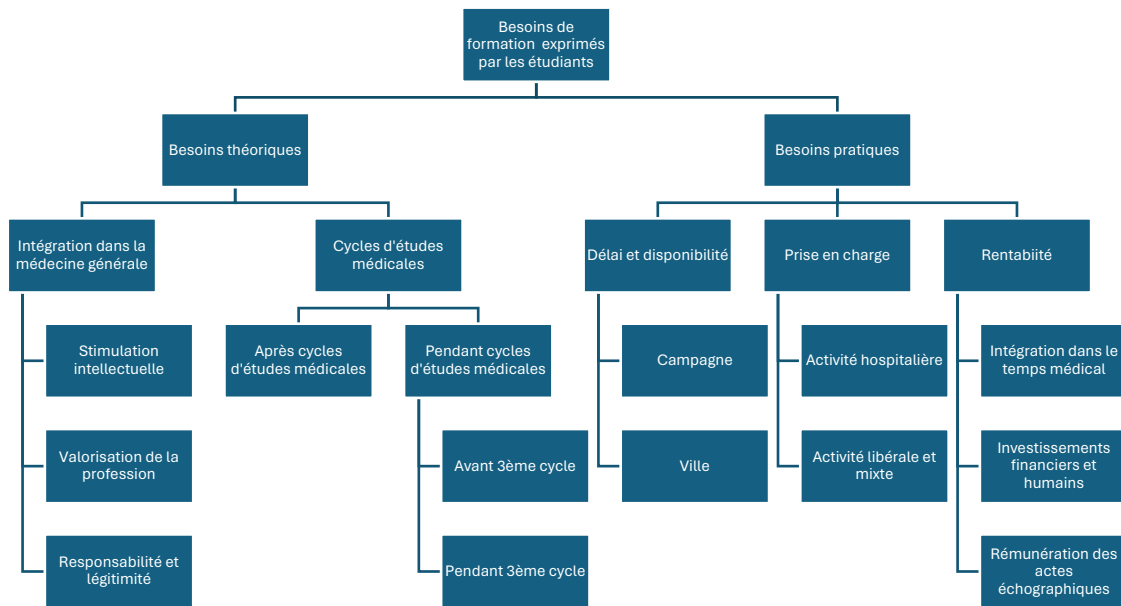 Besoins de
formation exprimés
par les étudiants
Besoins théoriques
Besoins pratiques
Intégration dans la
médecine générale
Cycles d'études
médicales
Délai et disponibilité
Prise en charge
Rentabiité
Stimulation
intellectuelle
Après cycles
d'études médicales
Pendant cycles
d'études médicales
Campagne
Activité hospitalière
Intégration dans le
temps médical
Valorisation de la
profession
Avant 3ème cycle
Ville
Activité libérale et
mixte
Investissements
financiers et
humains
Responsabilité et
légitimité
Pendant 3ème cycle
Rémunération des
actes
échographiques